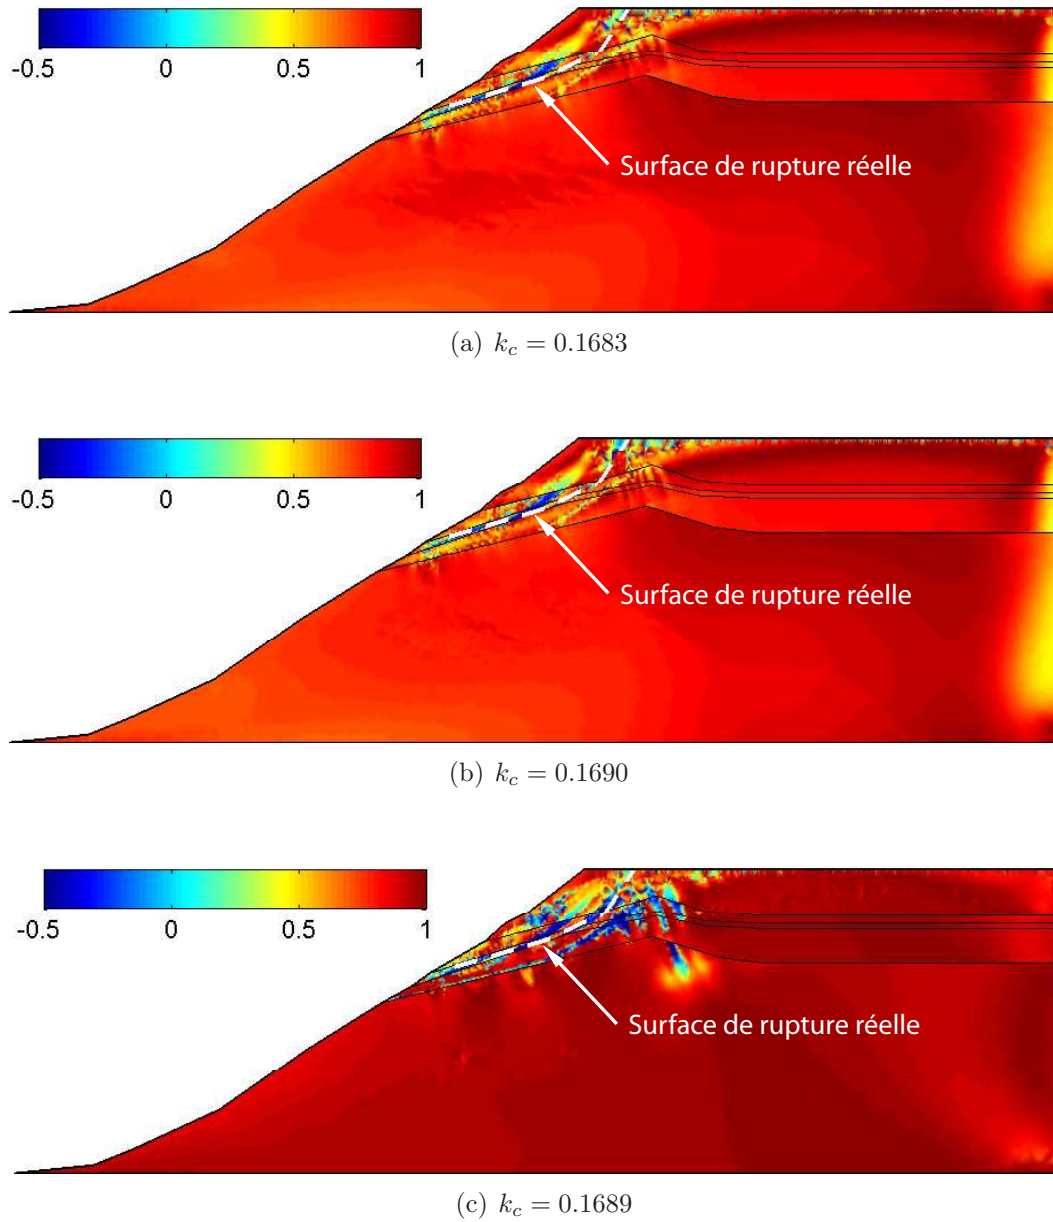 -0.5 0 0.5 1
Surface de rupture réelle
(a) k_c = 0.1683
-0.5 0 0.5 1
Surface de rupture réelle
(b) k_c = 0.1690
-0.5 0 0.5 1
Surface de rupture réelle
(c) k_c = 0.1689